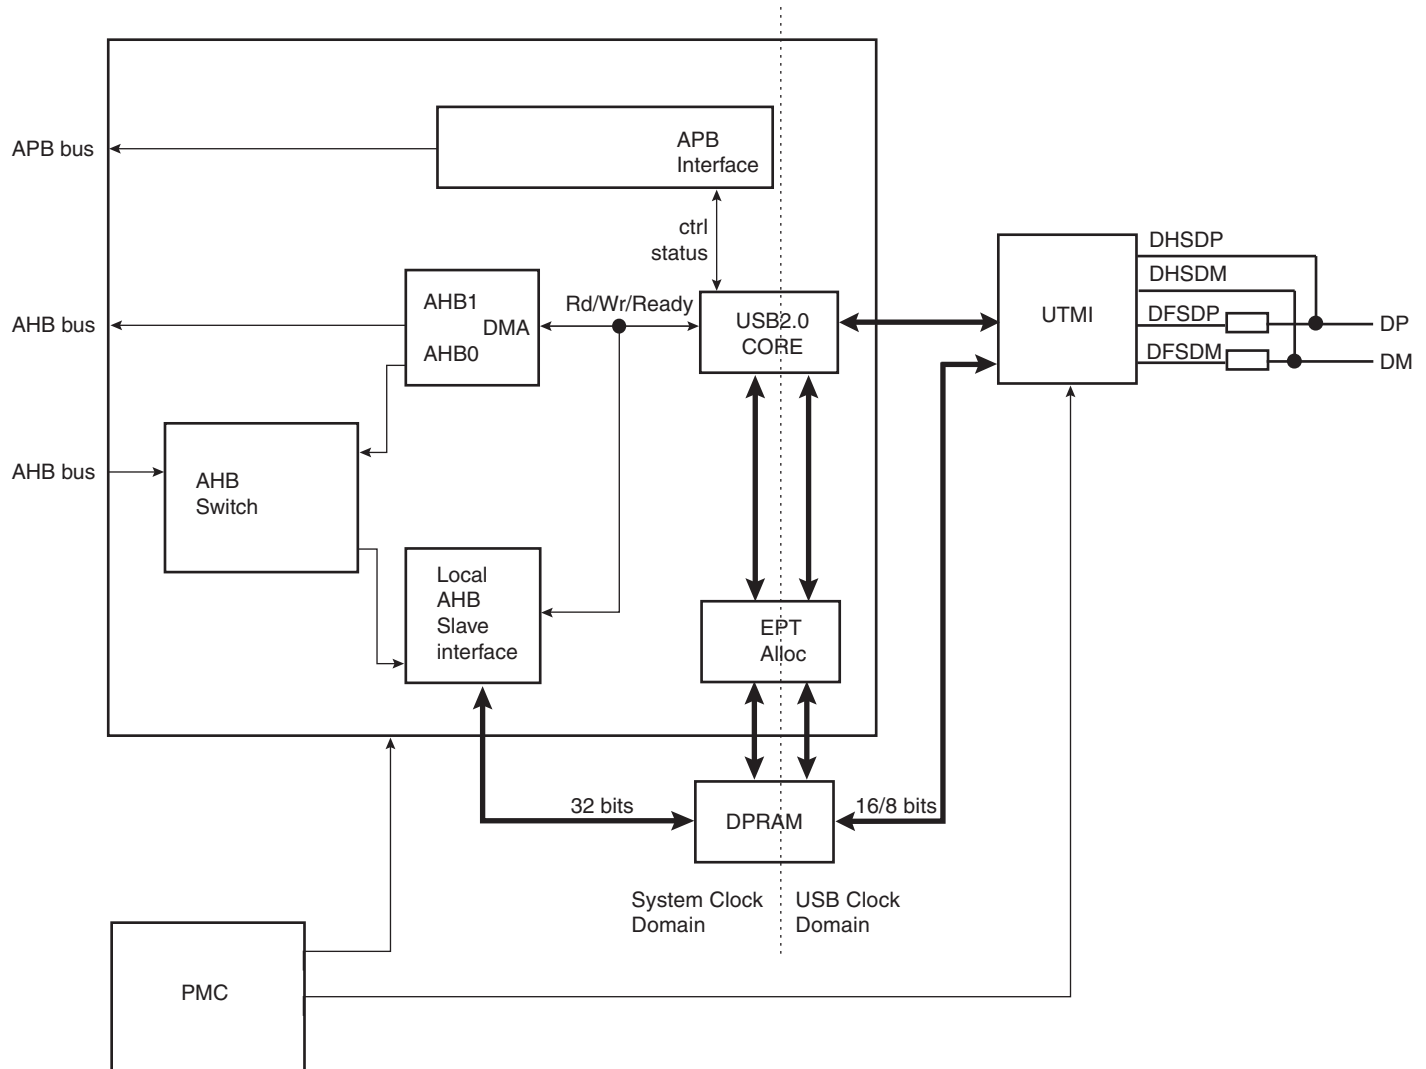 APB bus
APB
Interface
ctrl
status
DHSDP
DHSDM
DFSDP
DFSDM
UTMI
DP
DM
AHB bus
AHB1
DMA
AHB0
Rd/Wr/Ready
USB2.0
CORE
AHB bus
AHB
Switch
Local
AHB
Slave
interface
EPT
Alloc
32 bits
DPRAM
16/8 bits
System Clock
Domain
USB Clock
Domain
PMC